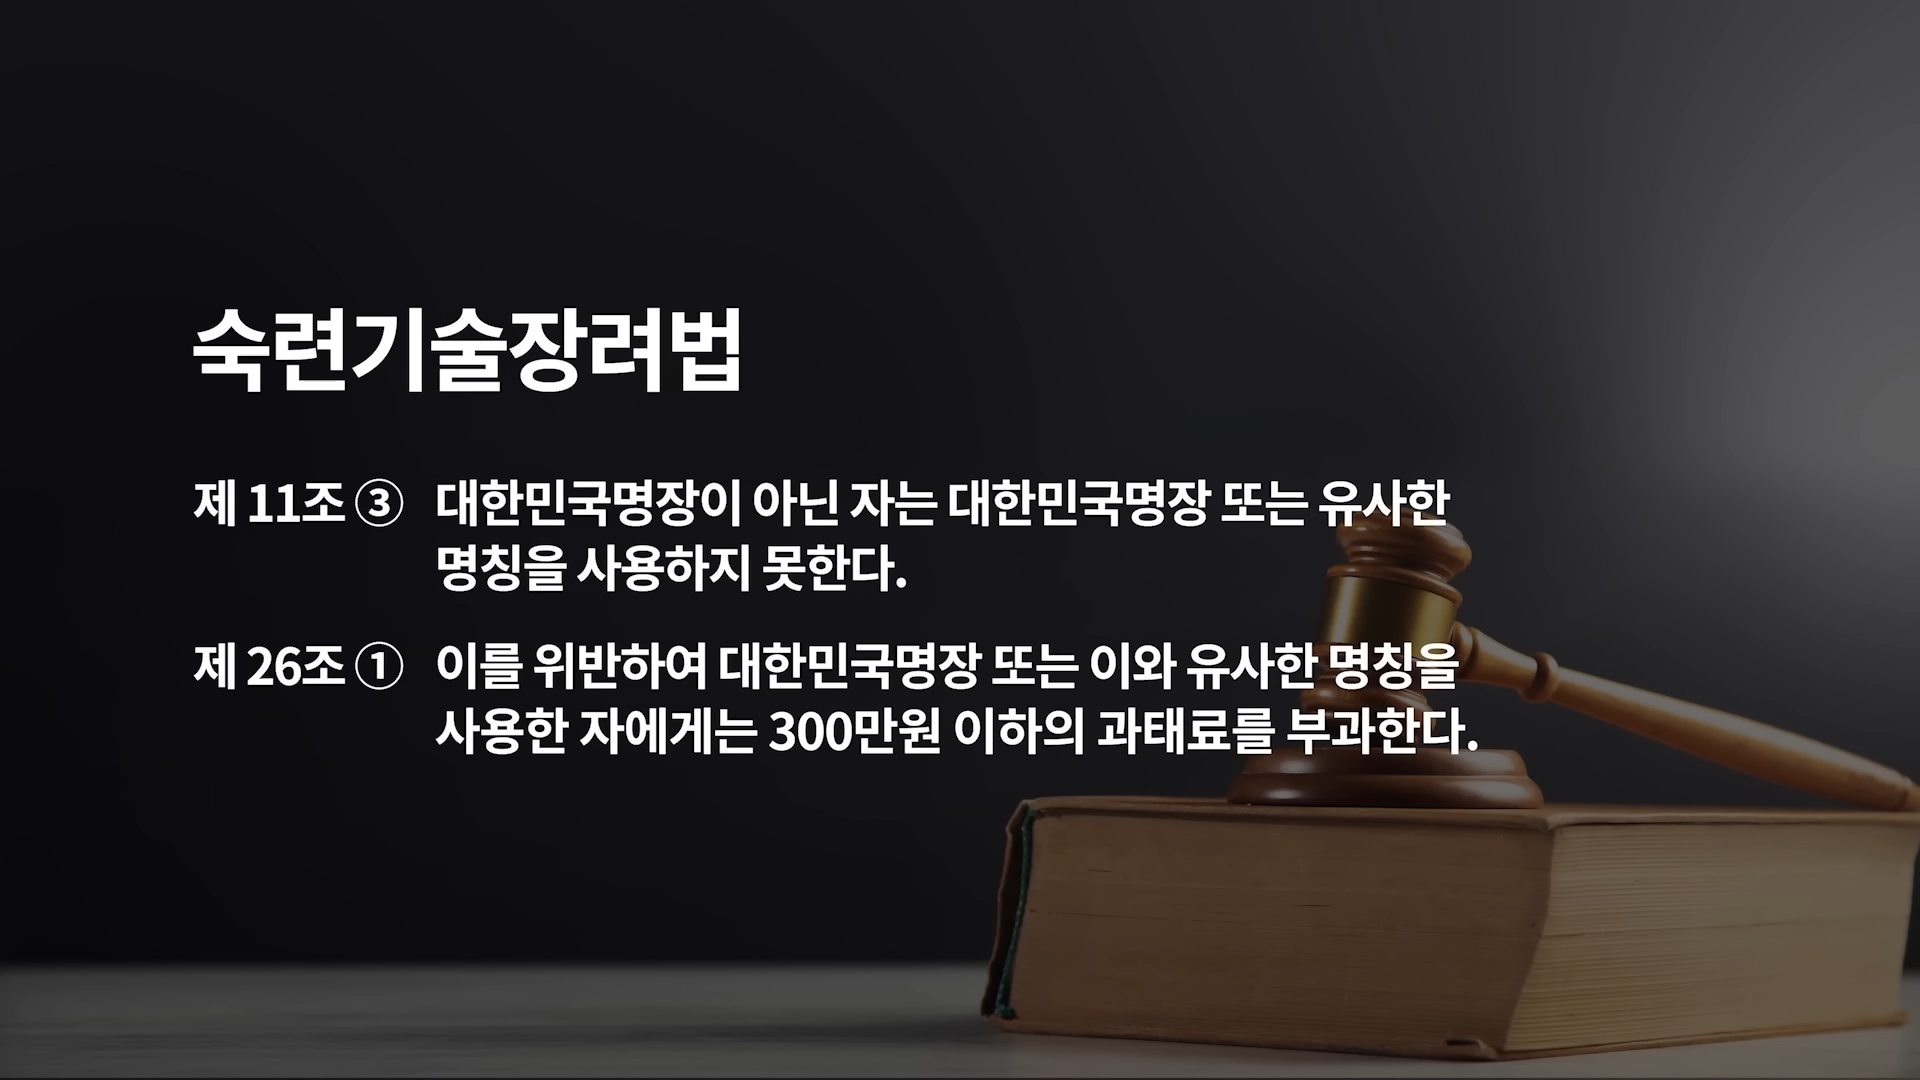 숙련기술장려법
제 11조 ③ 대한민국명장이 아닌 자는 대한민국명장 또는 유사한
명칭을 사용하지 못한다.
제 26조 ① 이를 위반하여 대한민국명장 또는 이와 유사한 명칭을
사용한 자에게는 300만원 이하의 과태료를 부과한다.